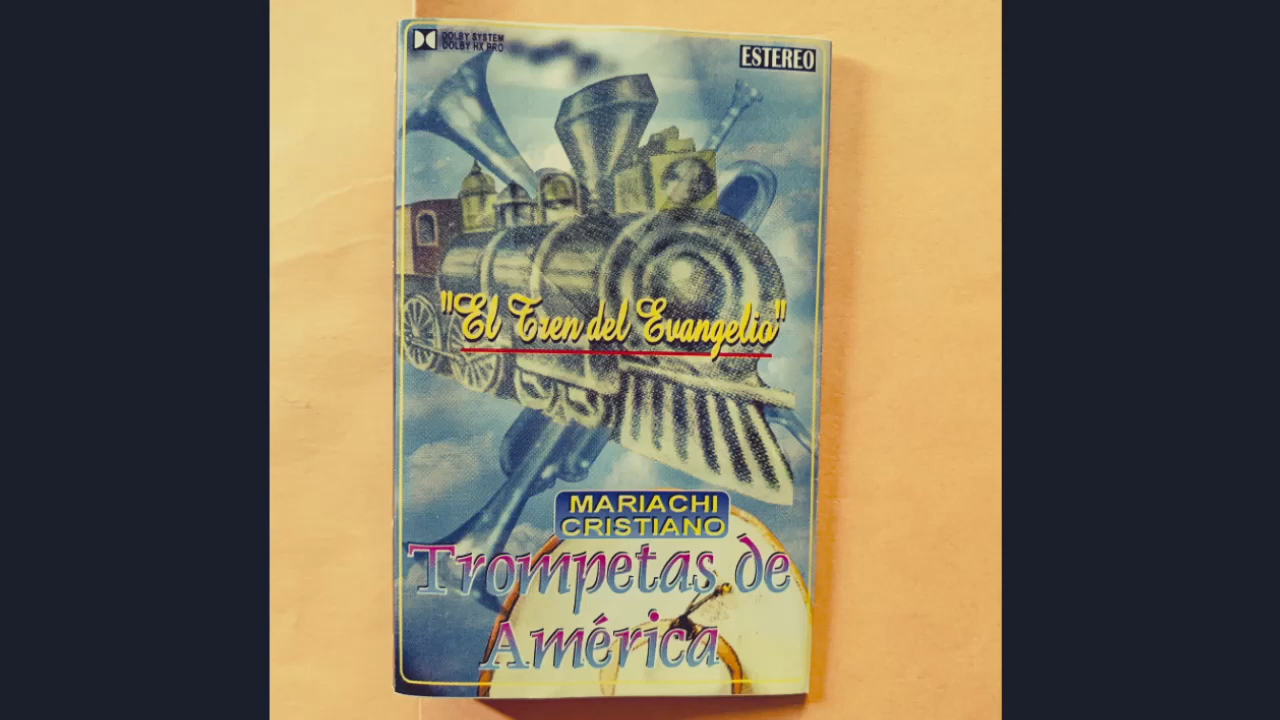 DOLBY SYSTEM
DOLBY HX PRO
ESTEREO
"El Tren del Evangelio"
MARIACHI
CRISTIANO
Trompetas de
América